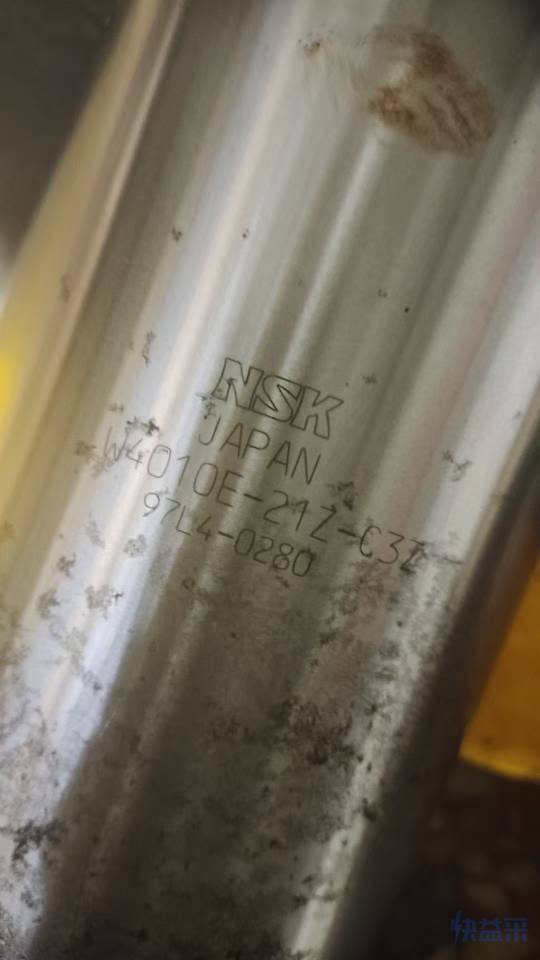 NSK
JAPAN
W4010E-21Z-C3Z
97L4-0280
快益采